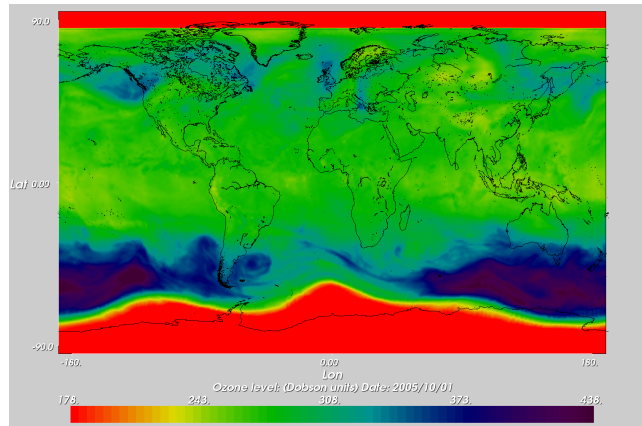 90.0
Lat 0.00
-90.0
-180. 0.00 180.
Lon
Ozone level: (Dobson units) Date: 2005/10/01
178. 243. 308. 373. 438.